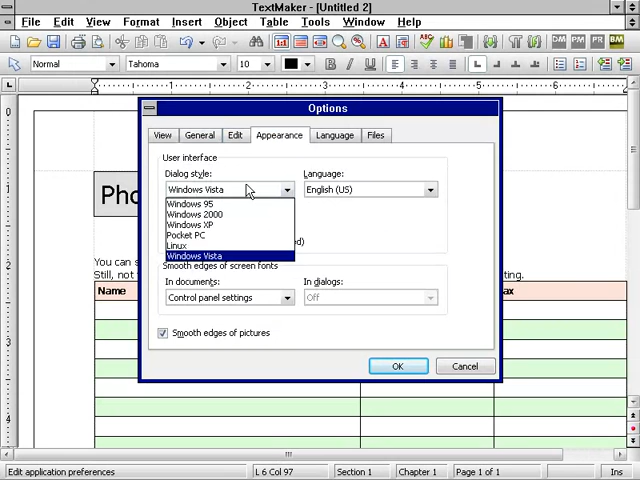 TextMaker - [Untitled 2]
File Edit View Format Insert Object Table Tools Window Help
Normal Tahoma 10 B I U
Options
View General Edit Appearance Language Files
User interface
Dialog style: Language:
Windows Vista English (US)
Windows 95
Windows 2000
Windows XP
Pocket PC
Linux
Windows Vista
Smooth edges of screen fonts
In documents: In dialogs:
Control panel settings Off
Smooth edges of pictures
OK Cancel
You can s
Still, not
Name
Edit application preferences L 6 Col 97 Section 1 Chapter 1 Page 1 of 1 Ins